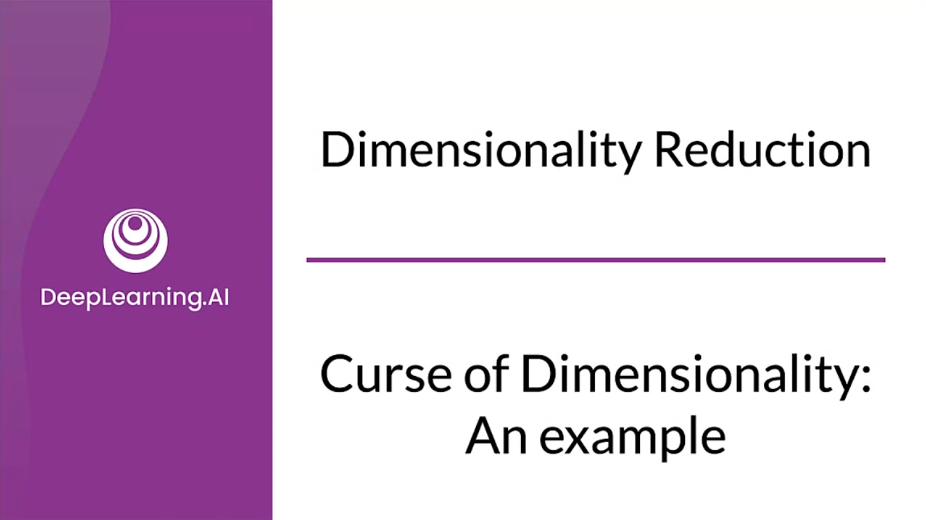 Dimensionality Reduction
DeepLearning.AI
Curse of Dimensionality:
An example